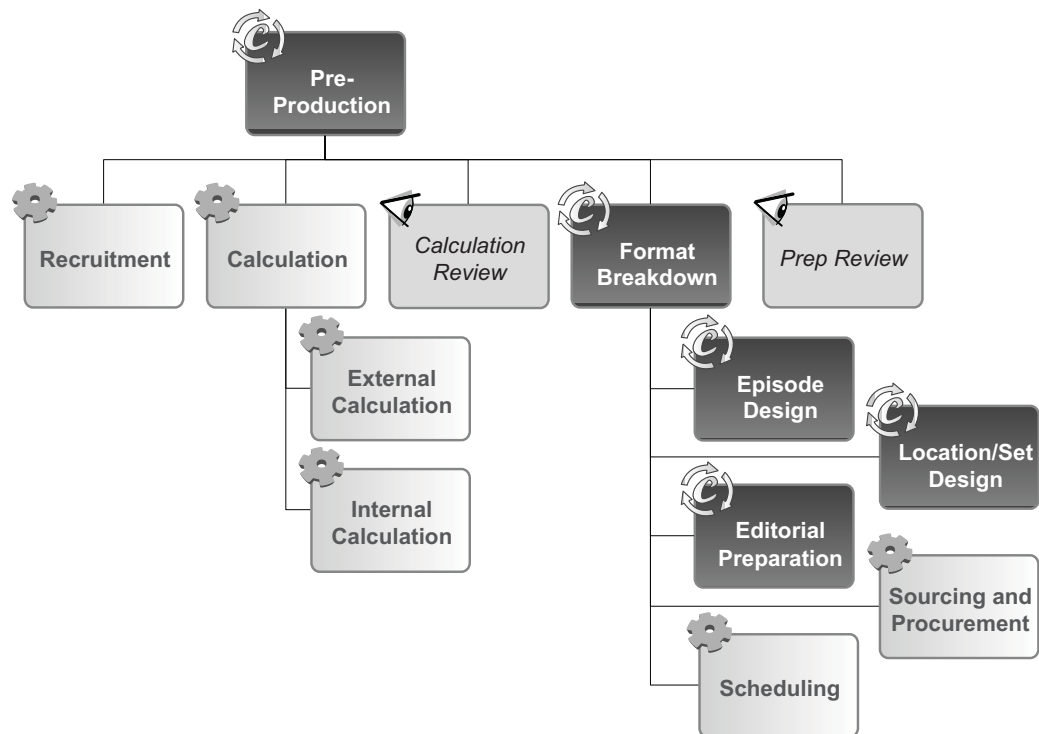 Pre-
Production
Recruitment
Calculation
Calculation
Review
Format
Breakdown
Prep Review
External
Calculation
Internal
Calculation
Episode
Design
Location/Set
Design
Editorial
Preparation
Sourcing and
Procurement
Scheduling